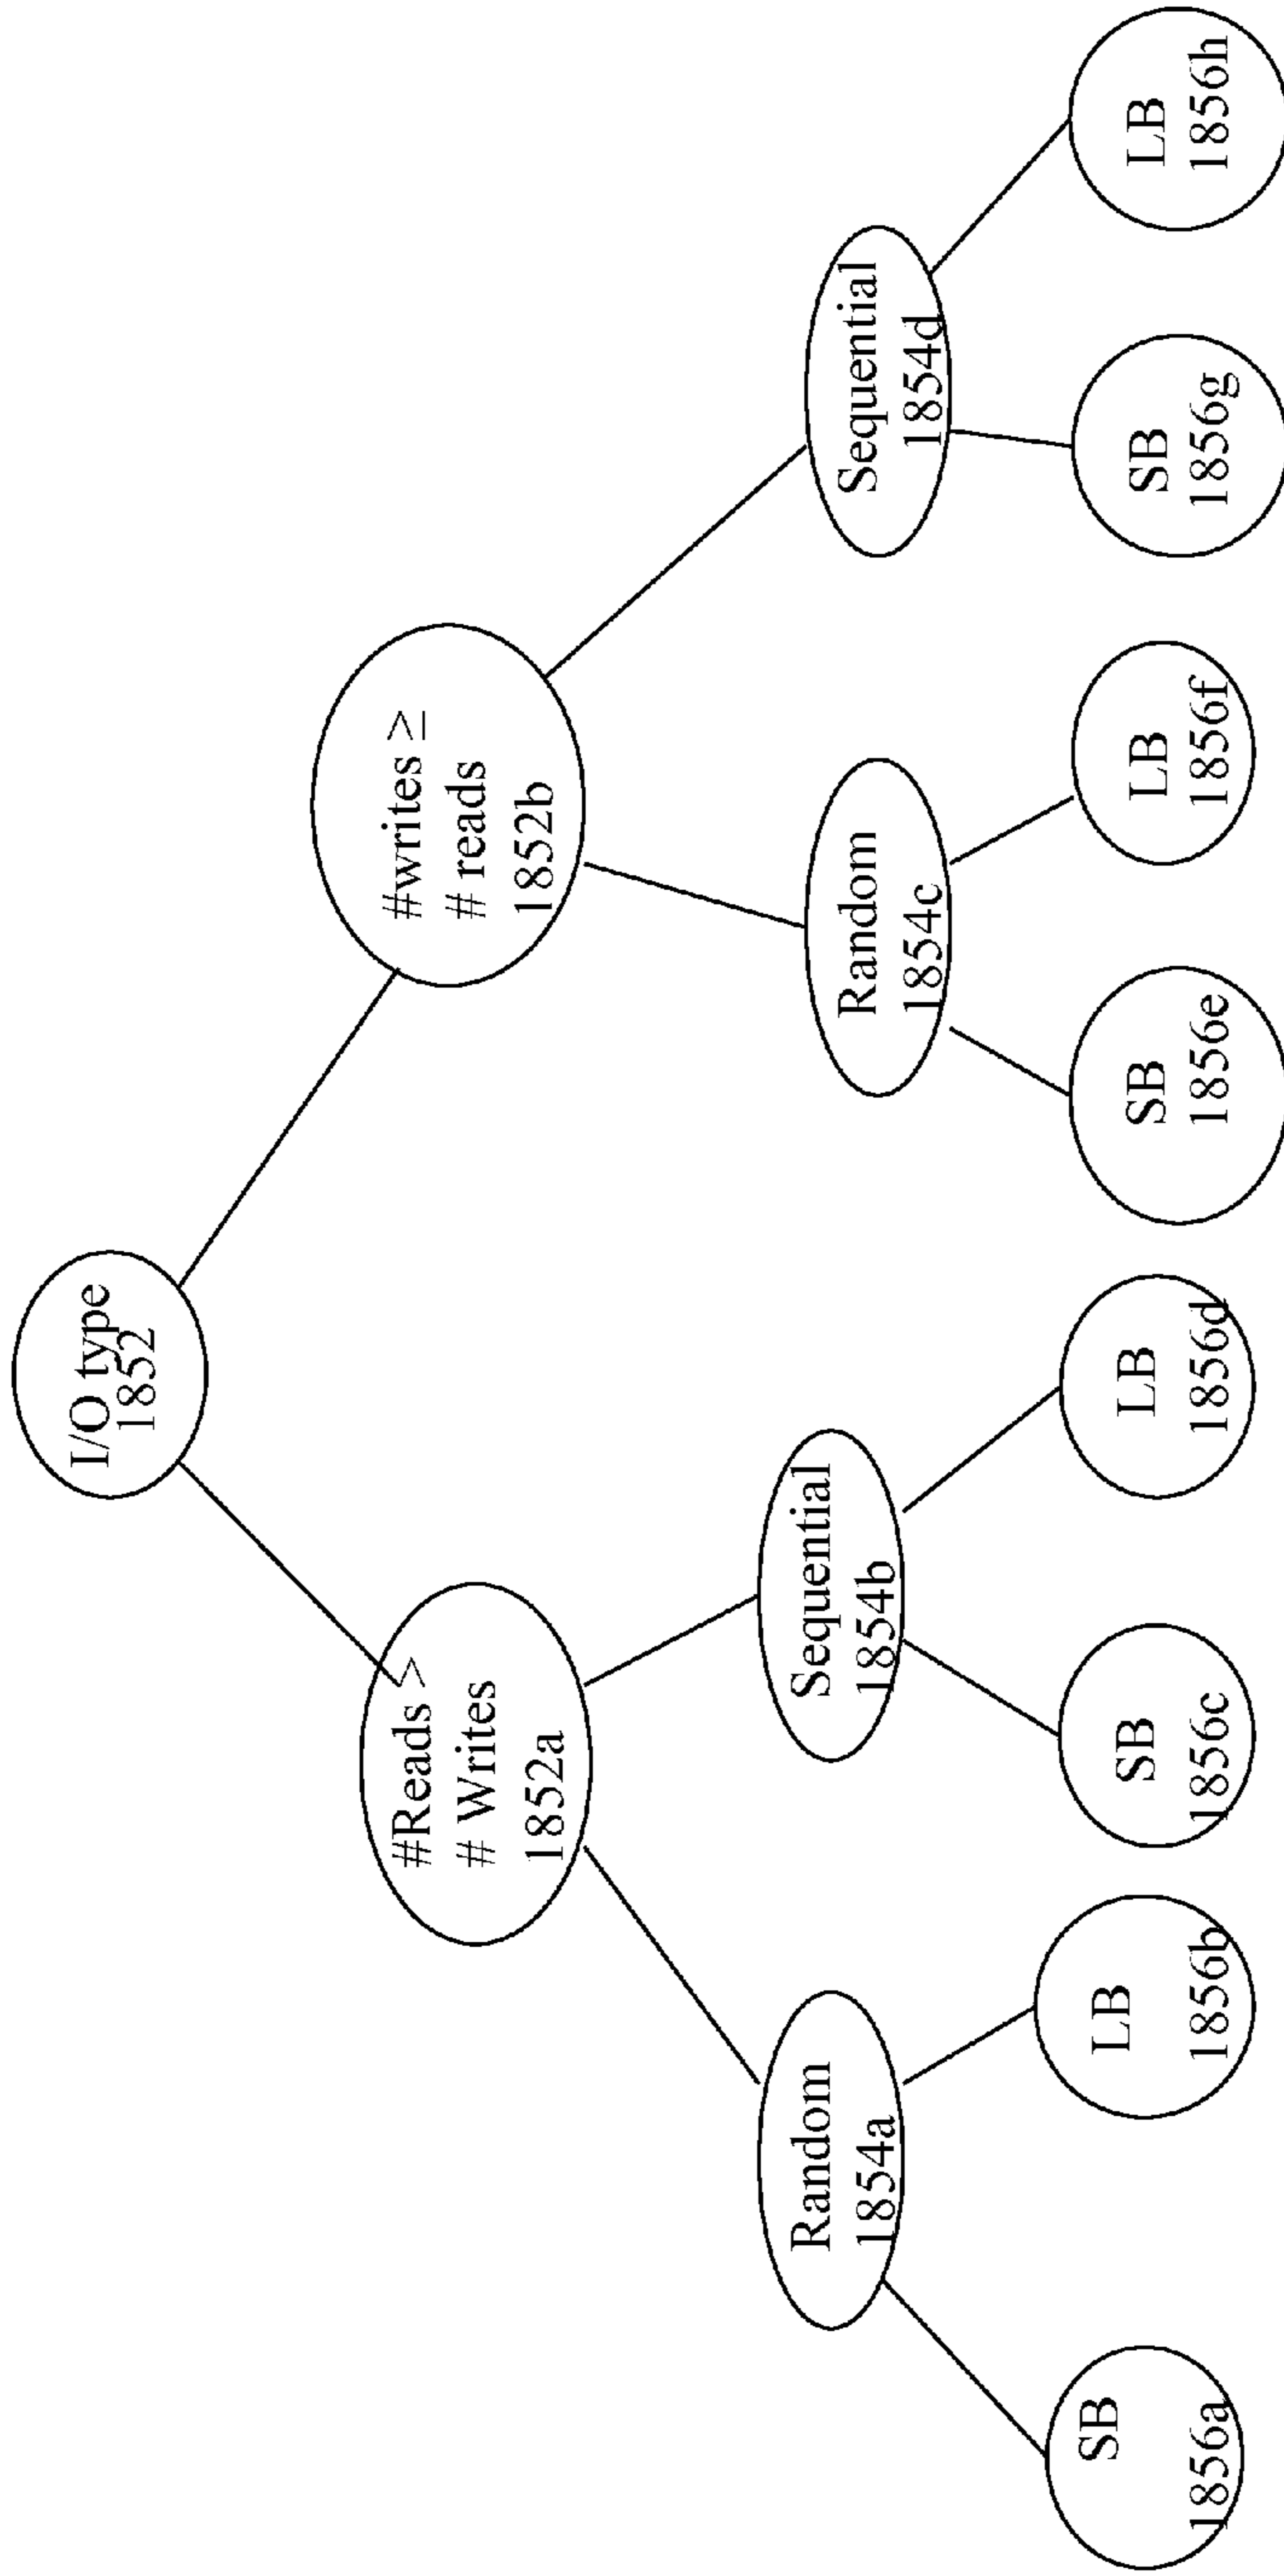 I/O type
1852
#Reads >
# Writes
1852a
#writes ≥
# reads
1852b
Random
1854a
Sequential
1854b
Random
1854c
Sequential
1854d
SB
1856a
LB
1856b
SB
1856c
LB
1856d
SB
1856e
LB
1856f
SB
1856g
LB
1856h